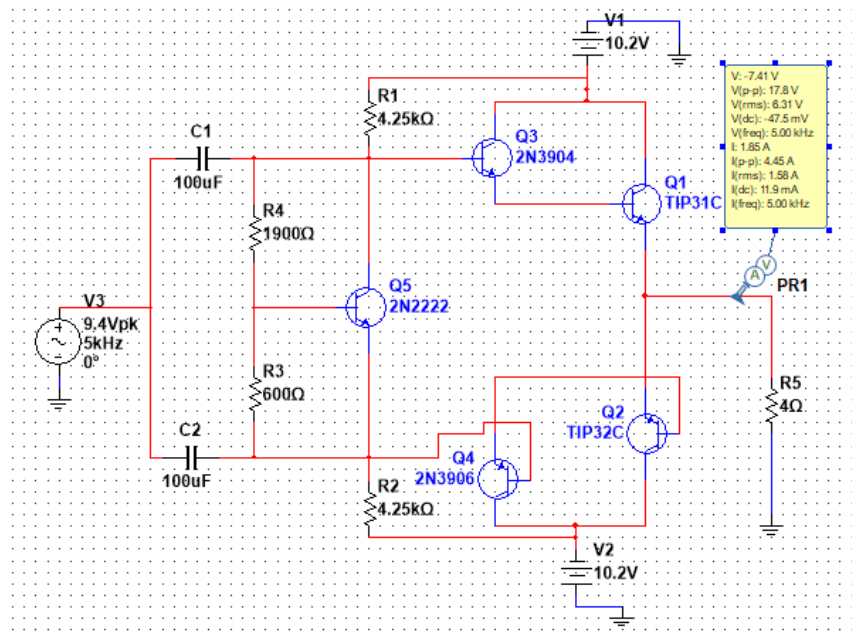 V1
10.2V
R1
4.25kΩ
C1
100uF
Q3
2N3904
Q1
TIP31C
V: -7.41 V
V(p-p): 17.8 V
V(rms): 6.31 V
V(dc): -47.5 mV
V(freq): 5.00 kHz
I: 1.85 A
I(p-p): 4.45 A
I(rms): 1.58 A
I(dc): 11.9 mA
I(freq): 5.00 kHz
R4
1900Ω
A V
PR1
Q5
2N2222
V3
9.4Vpk
5kHz
0°
R3
600Ω
R5
4Ω
Q2
TIP32C
C2
100uF
Q4
2N3906
R2
4.25kΩ
V2
10.2V